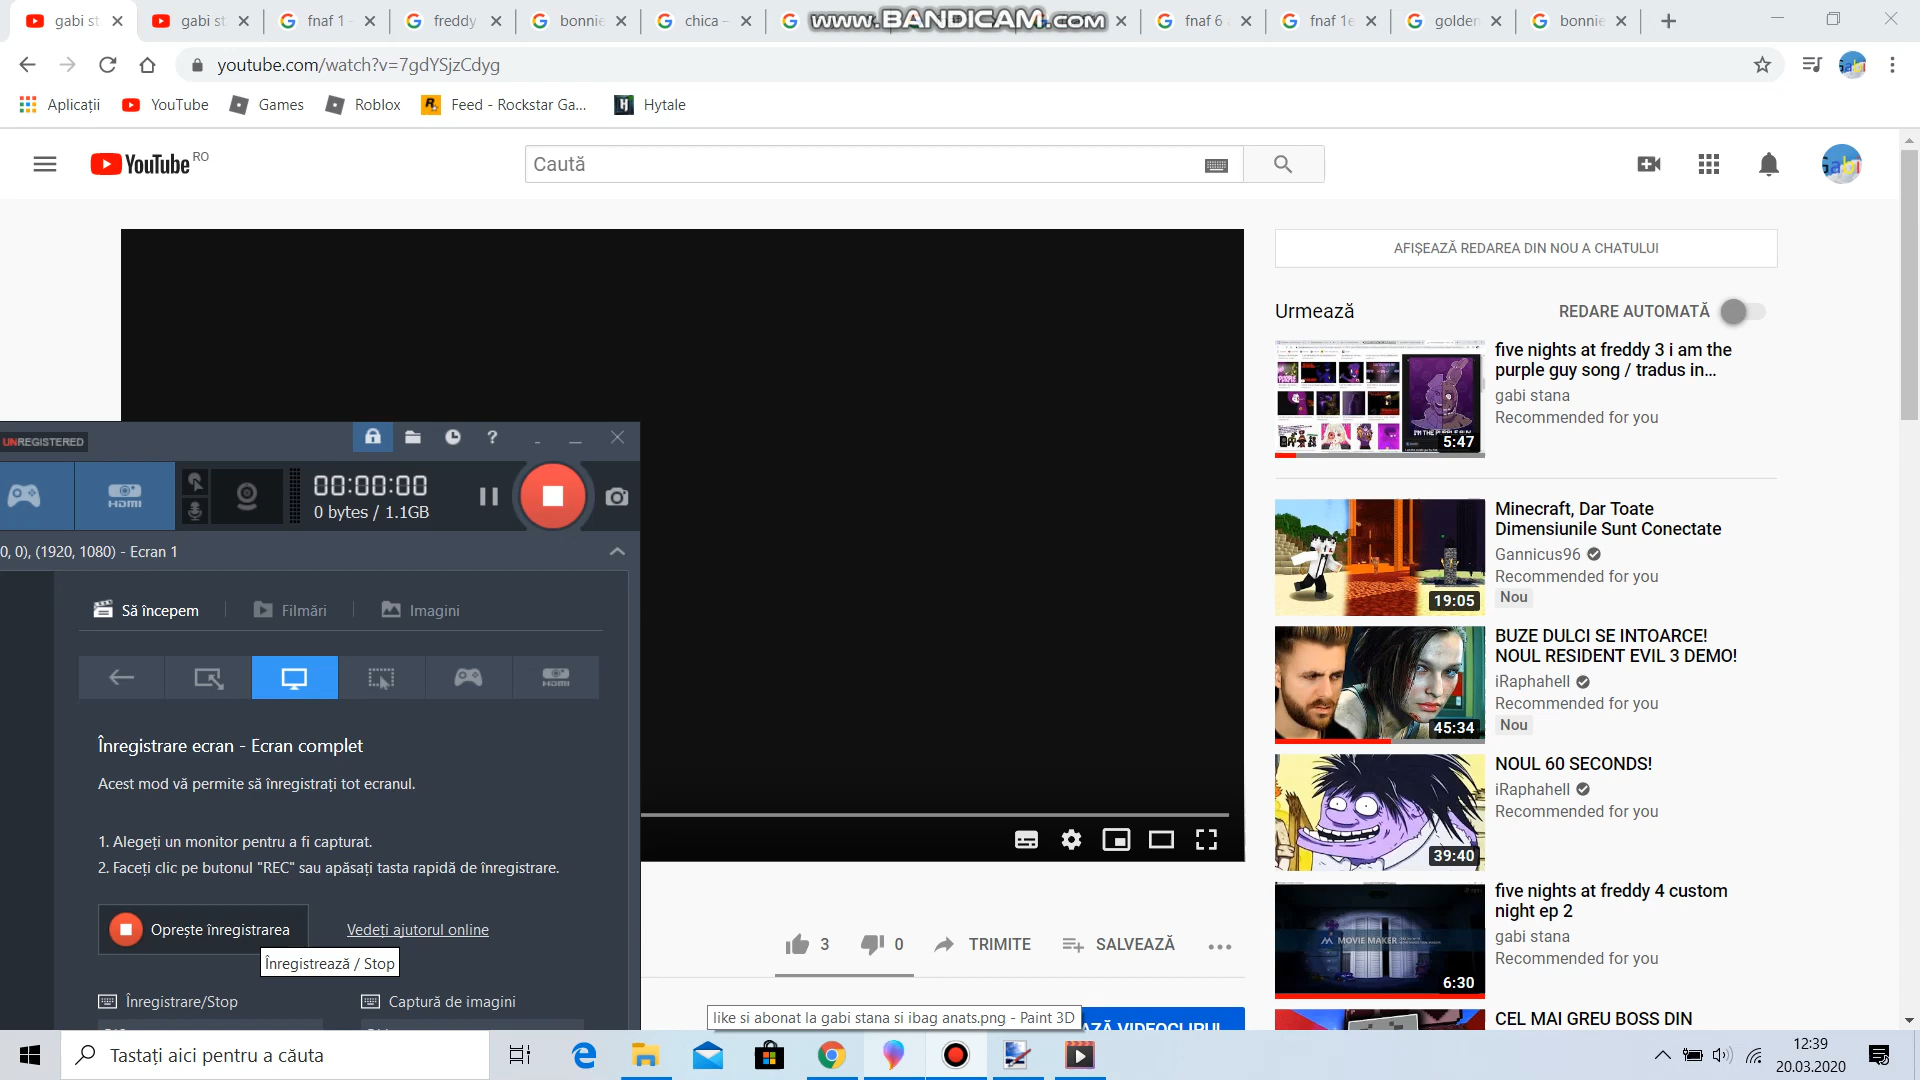 gabi st
gabi st
fnaf 1 -
freddy
bonnie
chica -
www.BANDICAM.com
fnaf 6
fnaf 1e
golden
bonnie
youtube.com/watch?v=7gdYSjzCdyg
Aplicații
YouTube
Games
Roblox
Feed - Rockstar Ga...
Hytale
YouTube RO
Caută
Gabi
AFIȘEAZĂ REDAREA DIN NOU A CHATULUI
Urmează
REDARE AUTOMATĂ
five nights at freddy 3 i am the
purple guy song / tradus in...
gabi stana
Recommended for you
5:47
Minecraft, Dar Toate
Dimensiunile Sunt Conectate
Gannicus96
Recommended for you
Nou
19:05
BUZE DULCI SE INTOARCE!
NOUL RESIDENT EVIL 3 DEMO!
iRaphahell
Recommended for you
Nou
45:34
NOUL 60 SECONDS!
iRaphahell
Recommended for you
39:40
five nights at freddy 4 custom
night ep 2
gabi stana
Recommended for you
MOVIE MAKER
6:30
CEL MAI GREU BOSS DIN
UNREGISTERED
?
HDMI
00:00:00
0 bytes / 1.1GB
0, 0), (1920, 1080) - Ecran 1
Să începem
Filmări
Imagini
HDMI
Înregistrare ecran - Ecran complet
Acest mod vă permite să înregistrați tot ecranul.
1. Alegeți un monitor pentru a fi capturat.
2. Faceți clic pe butonul "REC" sau apăsați tasta rapidă de înregistrare.
Oprește înregistrarea
Vedeți ajutorul online
Înregistrează / Stop
Înregistrare/Stop
Captură de imagini
3
0
TRIMITE
SALVEAZĂ
like si abonat la gabi stana si ibag anats.png - Paint 3D
Tastați aici pentru a căuta
12:39
20.03.2020